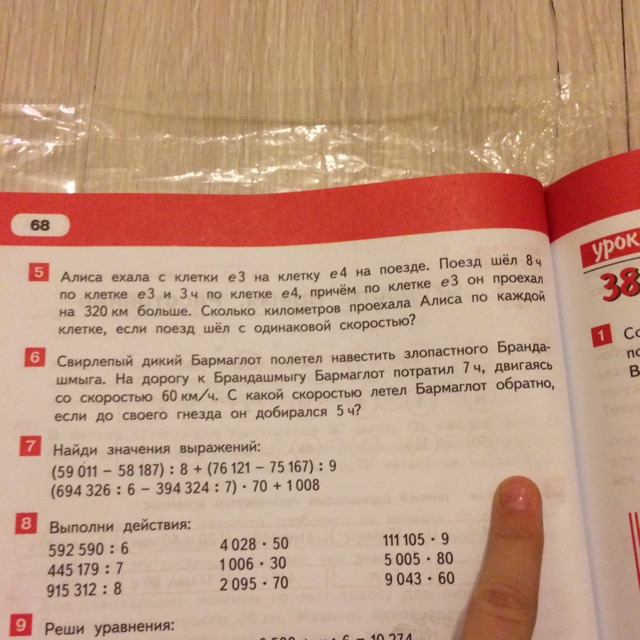 68
5 Алиса ехала с клетки е3 на клетку е4 на поезде. Поезд шёл 8 ч
по клетке е3 и 3 ч по клетке е4, причём по клетке е3 он проехал
на 320 км больше. Сколько километров проехала Алиса по каждой
клетке, если поезд шёл с одинаковой скоростью?
6 Свирлепый дикий Бармаглот полетел навестить злопастного Бранда-
шмыга. На дорогу к Брандашмыгу Бармаглот потратил 7 ч, двигаясь
со скоростью 60 км/ч. С какой скоростью летел Бармаглот обратно,
если до своего гнезда он добирался 5 ч?
7 Найди значения выражений:
(59 011 − 58 187) : 8 + (76 121 − 75 167) : 9
(694 326 : 6 − 394 324 : 7) · 70 + 1 008
8 Выполни действия:
592 590 : 6 4 028 · 50 111 105 · 9
445 179 : 7 1 006 · 30 5 005 · 80
915 312 : 8 2 095 · 70 9 043 · 60
9 Реши уравнения:
урок
38
1